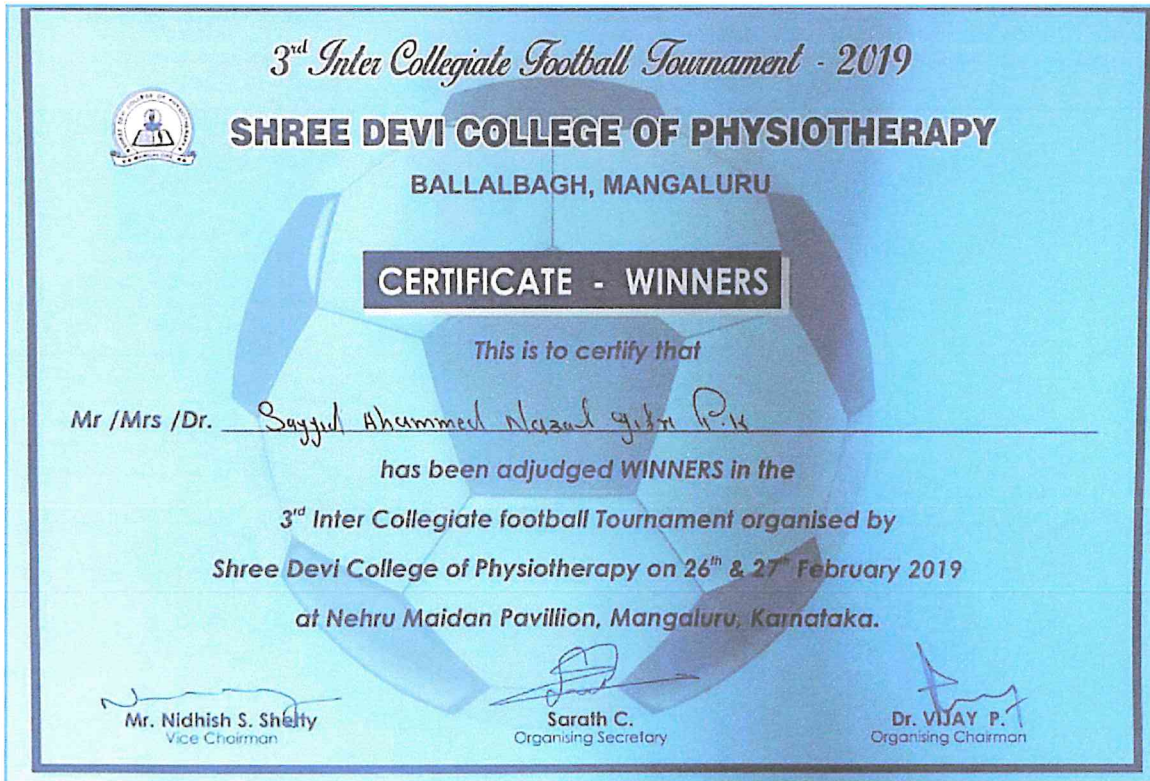 3rd Inter Collegiate Football Tournament - 2019
SHREE DEVI COLLEGE OF PHYSIOTHERAPY
BALLALBAGH, MANGALURU
CERTIFICATE - WINNERS
This is to certify that
Mr /Mrs /Dr. Sayyid Ahammed P.K
has been adjudged WINNERS in the
3rd Inter Collegiate football Tournament organised by
Shree Devi College of Physiotherapy on 26th & 27th February 2019
at Nehru Maidan Pavillion, Mangaluru, Karnataka.
Mr. Nidhish S. Shetty
Vice Chairman
Sarath C.
Organising Secretary
Dr. VIJAY P.
Organising Chairman